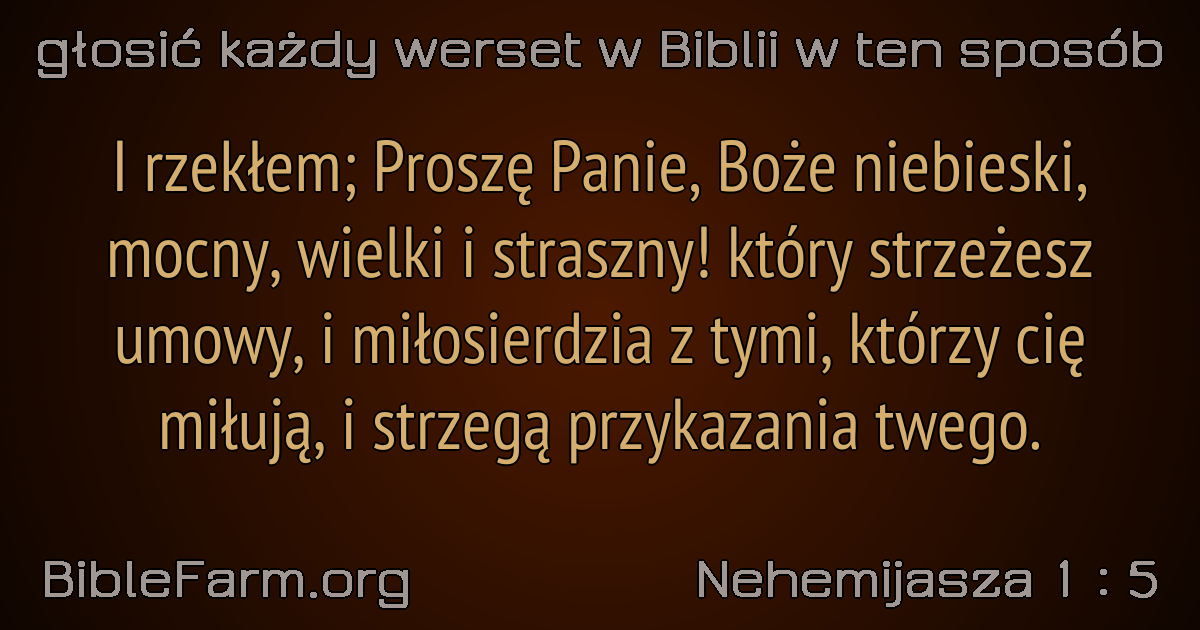 głosić każdy werset w Biblii w ten sposób
I rzekłem; Proszę Panie, Boże niebieski,
mocny, wielki i straszny! który strzeżesz
umowy, i miłosierdzia z tymi, którzy cię
miłują, i strzegą przykazania twego.
BibleFarm.org
Nehemijasza 1 : 5